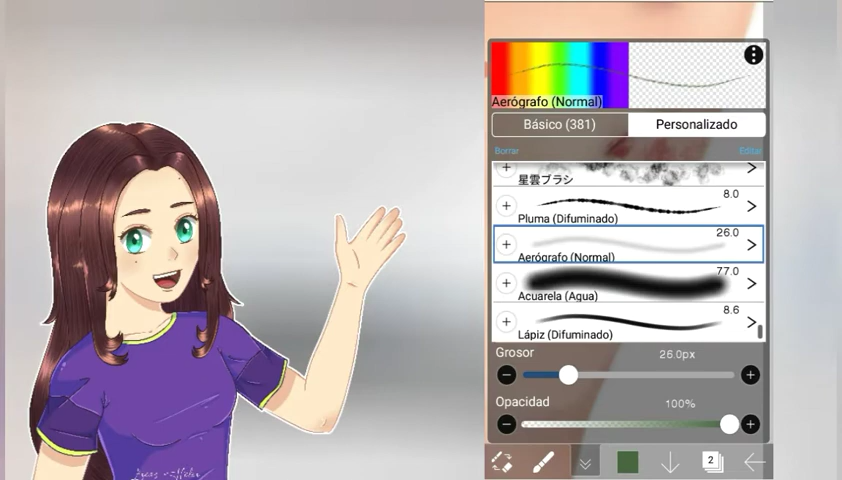 Aerógrafo (Normal)
Básico (381)
Personalizado
Borrar
Editar
星雲ブラシ
8.0
Pluma (Difuminado)
26.0
Aerógrafo (Normal)
77.0
Acuarela (Agua)
8.6
Lápiz (Difuminado)
Grosor
26.0px
Opacidad
100%
2